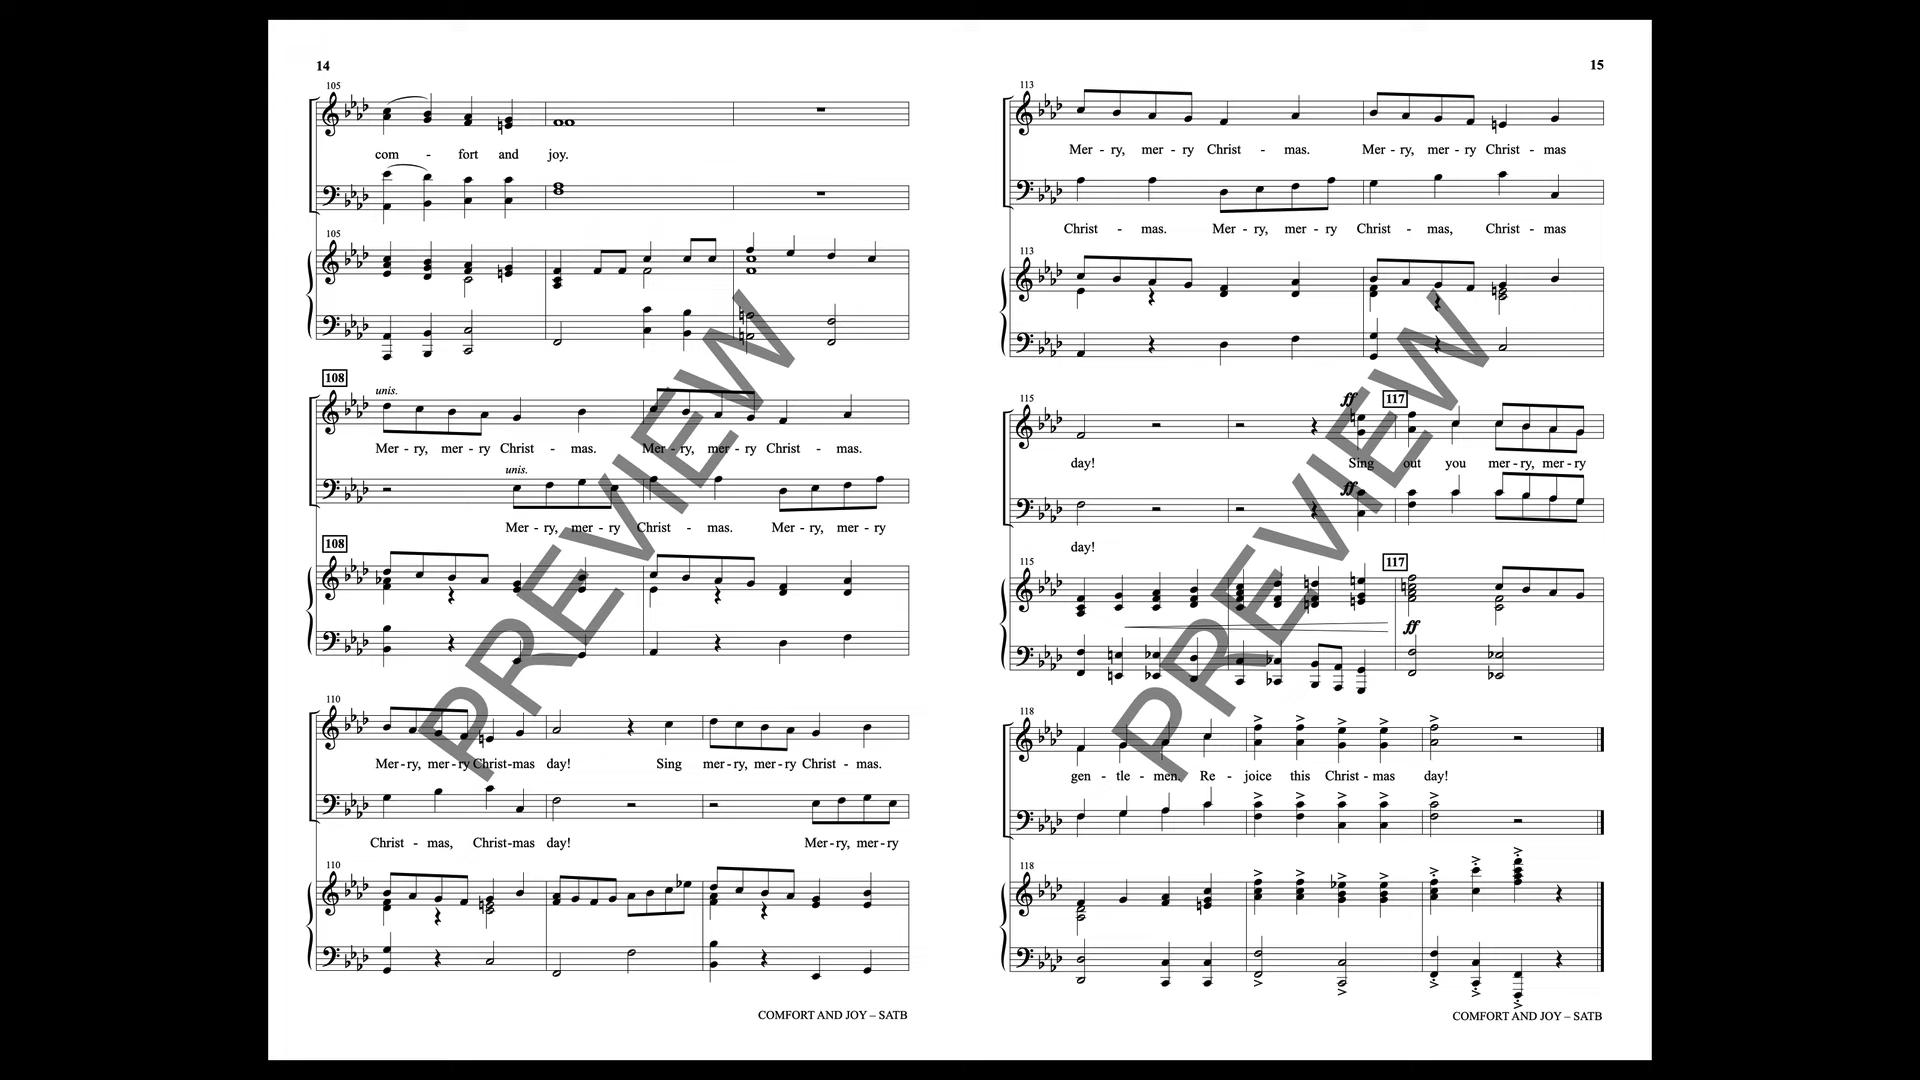 14
105
com - fort and joy.
105
108
unis.
Mer - ry, mer - ry Christ - mas. Mer - ry, mer - ry Christ - mas.
unis.
Mer - ry, mer - ry Christ - mas. Mer - ry, mer - ry
108
110
Mer - ry, mer - ry Christ - mas day! Sing mer - ry, mer - ry Christ - mas.
Christ - mas, Christ - mas day! Mer - ry, mer - ry
110
COMFORT AND JOY – SATB
15
113
Mer - ry, mer - ry Christ - mas. Mer - ry, mer - ry Christ - mas
Christ - mas. Mer - ry, mer - ry Christ - mas, Christ - mas
113
115
ff 117
day! Sing out you mer - ry, mer - ry
ff
day!
115
117
ff
118
gen - tle - men. Re - joice this Christ - mas day!
118
COMFORT AND JOY – SATB
PREVIEW
PREVIEW